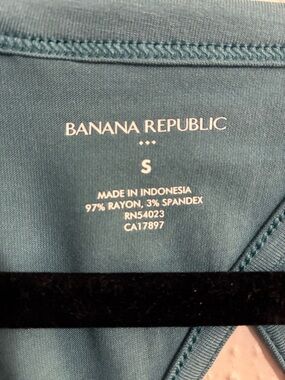 BANANA REPUBLIC
S
MADE IN INDONESIA
97% RAYON, 3% SPANDEX
RN54023
CA17897